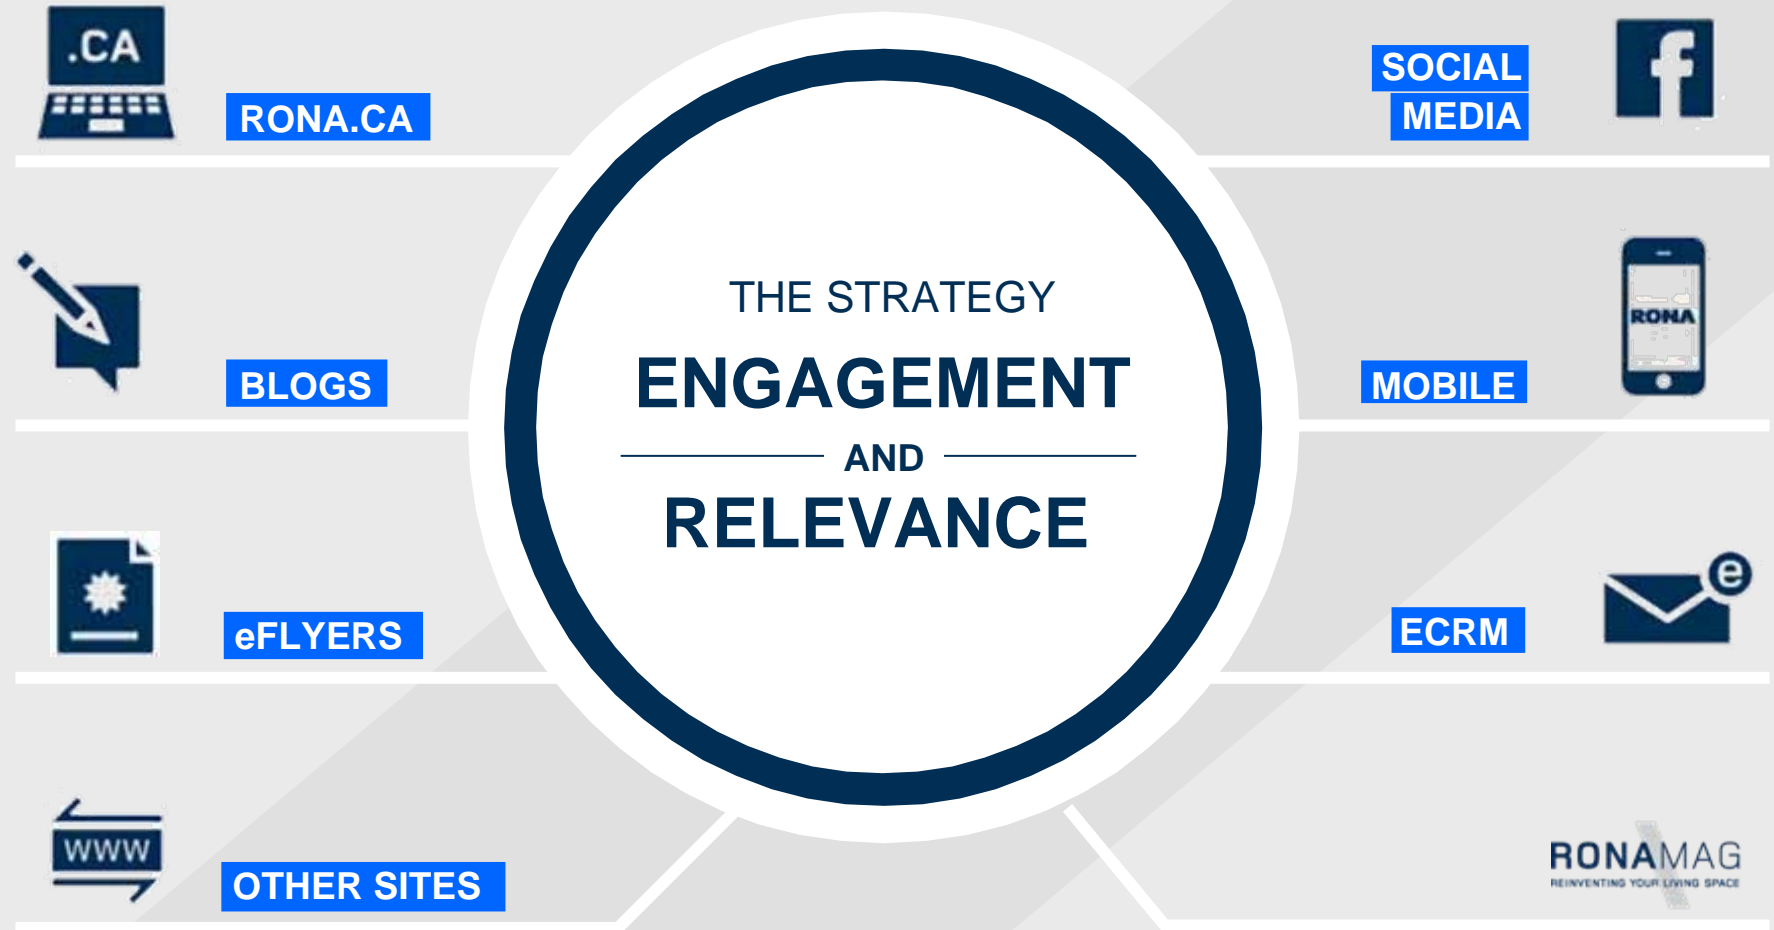 .CA
RONA.CA
BLOGS
eFLYERS
WWW
OTHER SITES
THE STRATEGY
ENGAGEMENT
AND
RELEVANCE
SOCIAL
MEDIA
f
RONA
MOBILE
e
ECRM
RONAMAG
REINVENTING YOUR LIVING SPACE